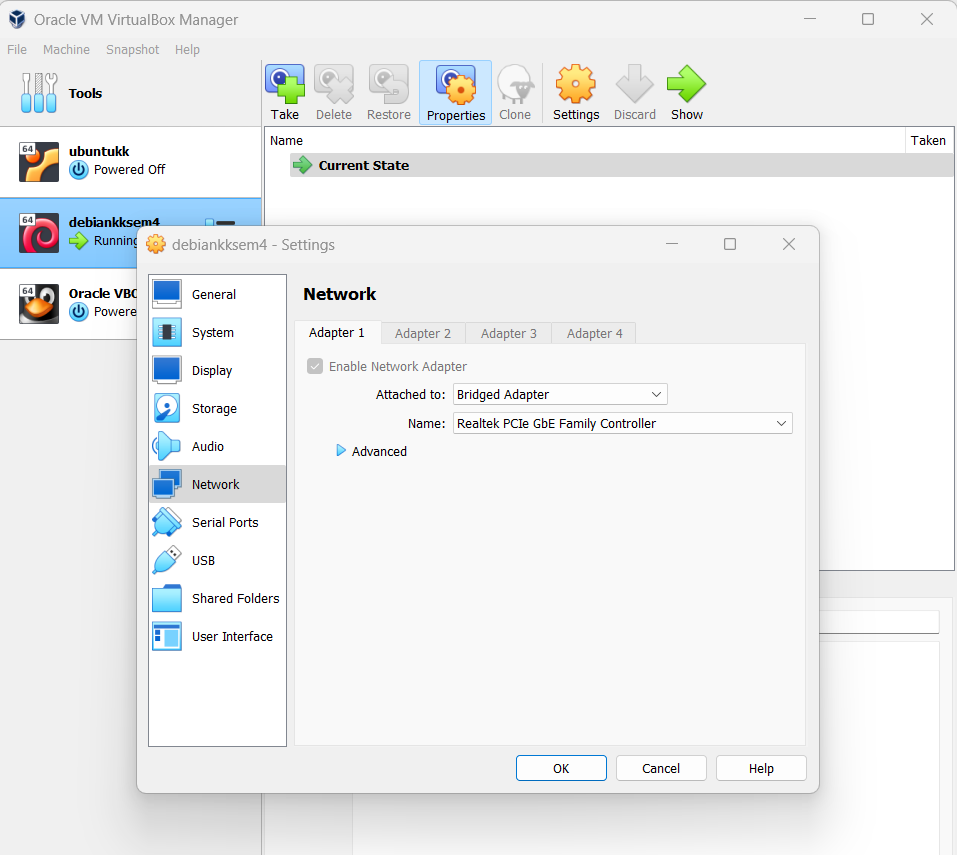 Oracle VM VirtualBox Manager
File Machine Snapshot Help
Tools
Take Delete Restore Properties Clone Settings Discard Show
Name Taken
Current State
64
ubuntukk
Powered Off
64
debiankksem4
Running
64
Oracle VBO
Powere
debiankksem4 - Settings
General
System
Display
Storage
Audio
Network
Serial Ports
USB
Shared Folders
User Interface
Network
Adapter 1 Adapter 2 Adapter 3 Adapter 4
Enable Network Adapter
Attached to: Bridged Adapter
Name: Realtek PCIe GbE Family Controller
Advanced
OK Cancel Help